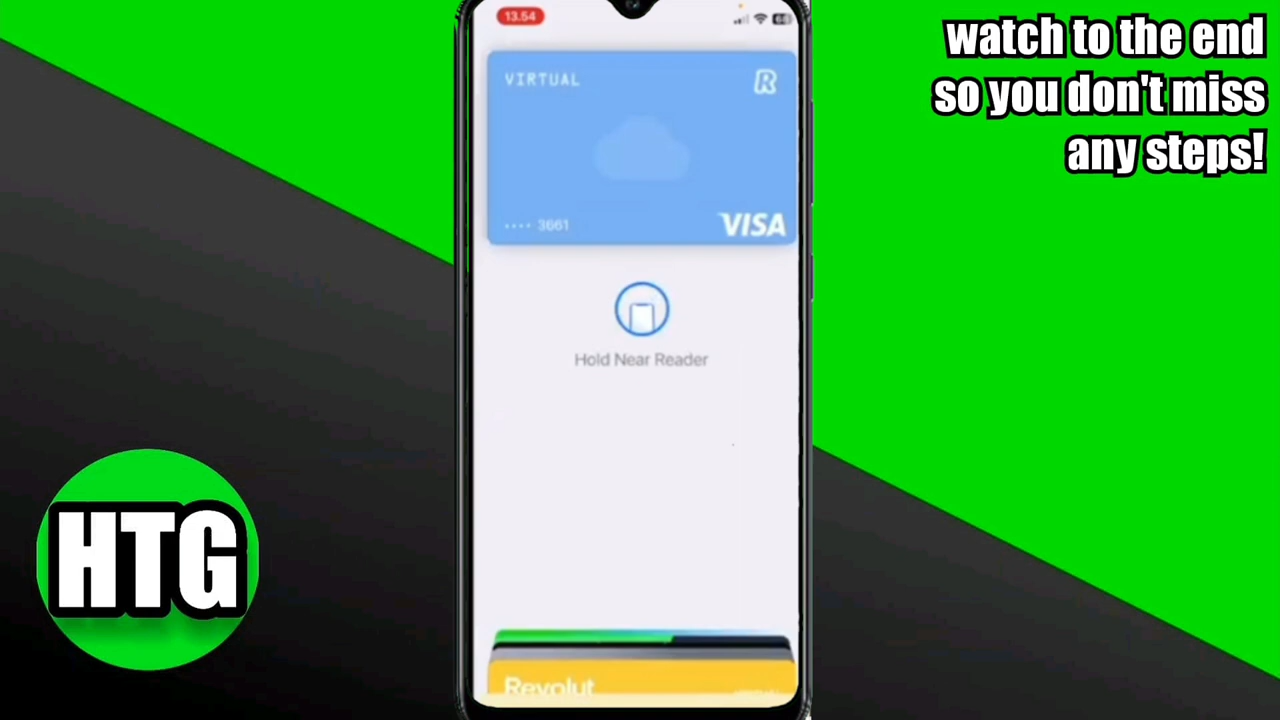 13.54
watch to the end
so you don't miss
any steps!
VIRTUAL
R
•••• 3661
VISA
Hold Near Reader
HTG
Revolut